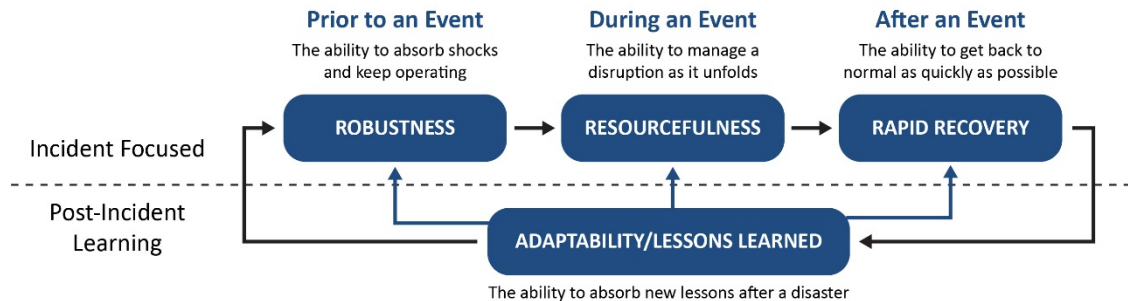 Prior to an Event
The ability to absorb shocks
and keep operating
During an Event
The ability to manage a
disruption as it unfolds
After an Event
The ability to get back to
normal as quickly as possible
Incident Focused
ROBUSTNESS
RESOURCEFULNESS
RAPID RECOVERY
Post-Incident
Learning
ADAPTABILITY/LESSONS LEARNED
The ability to absorb new lessons after a disaster